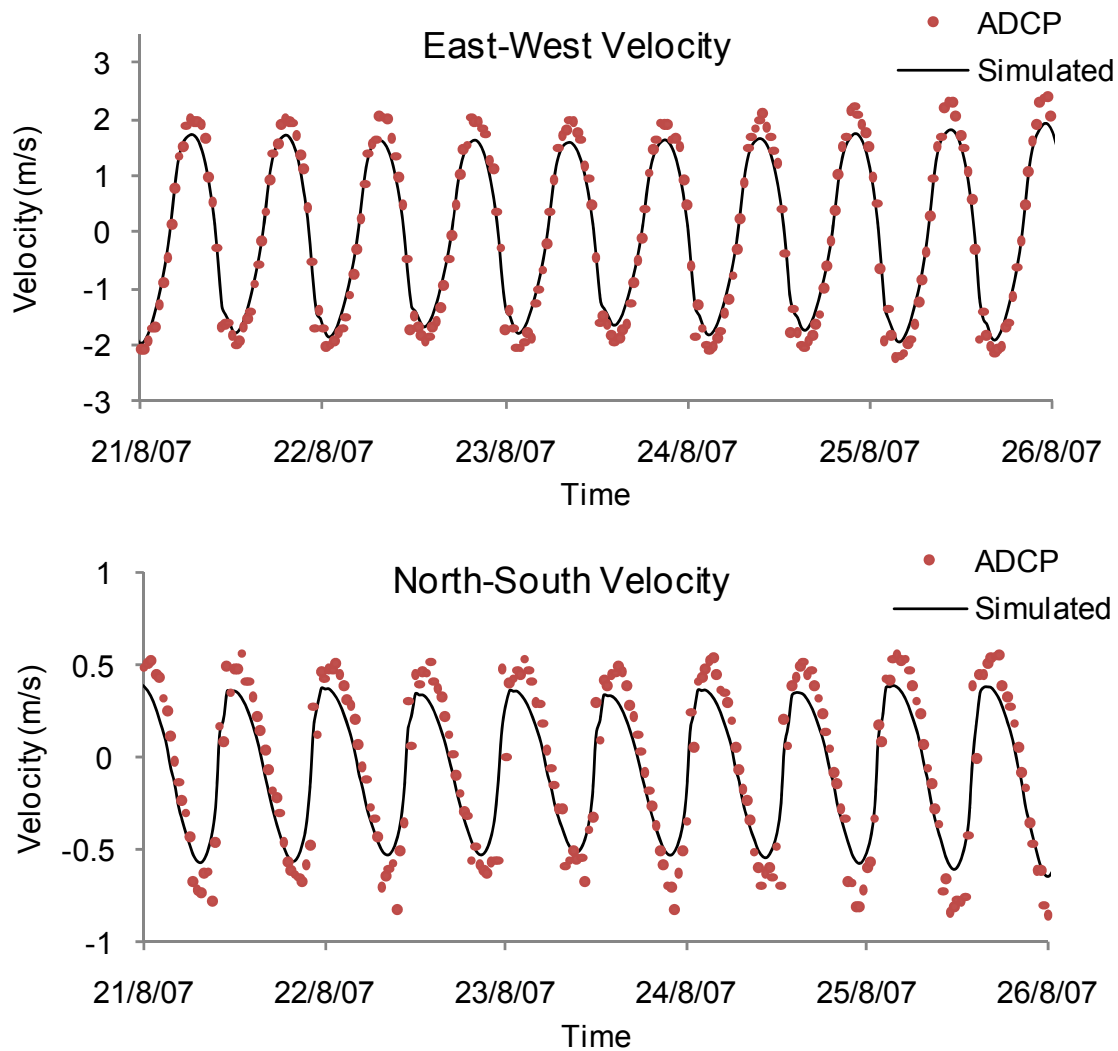 East-West Velocity
ADCP
Simulated
Velocity (m/s)
3
2
1
0
-1
-2
-3
21/8/07 22/8/07 23/8/07 24/8/07 25/8/07 26/8/07
Time
North-South Velocity
ADCP
Simulated
Velocity (m/s)
1
0.5
0
-0.5
-1
21/8/07 22/8/07 23/8/07 24/8/07 25/8/07 26/8/07
Time